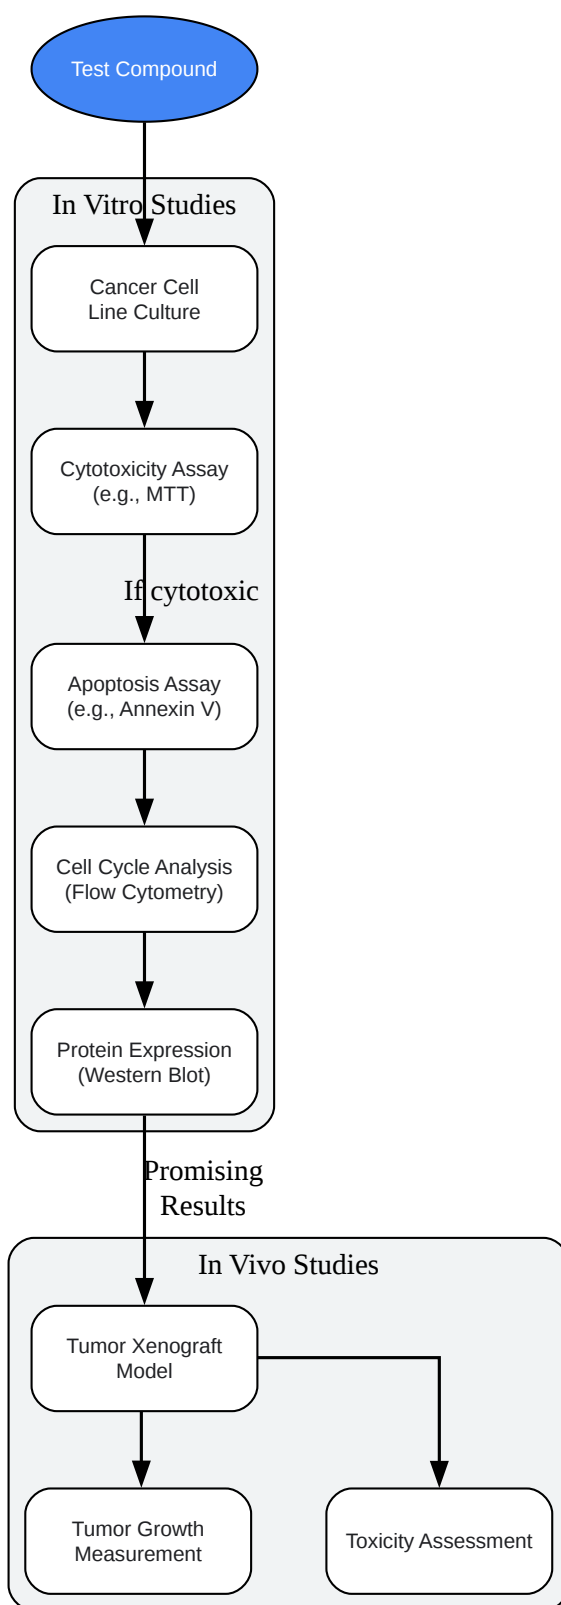 Test Compound
In Vitro Studies
Cancer Cell
Line Culture
Cytotoxicity Assay
(e.g., MTT)
If cytotoxic
Apoptosis Assay
(e.g., Annexin V)
Cell Cycle Analysis
(Flow Cytometry)
Protein Expression
(Western Blot)
Promising
Results
In Vivo Studies
Tumor Xenograft
Model
Tumor Growth
Measurement
Toxicity Assessment